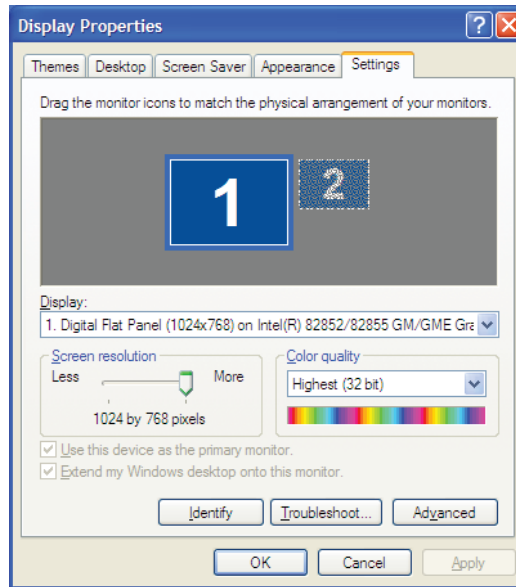 Display Properties
Themes Desktop Screen Saver Appearance Settings
Drag the monitor icons to match the physical arrangement of your monitors.
1 2
Display:
1. Digital Flat Panel (1024x768) on Intel(R) 82852/82855 GM/GME Gra
Screen resolution Color quality
Less More Highest (32 bit)
1024 by 768 pixels
Use this device as the primary monitor.
Extend my Windows desktop onto this monitor.
Identify Troubleshoot... Advanced
OK Cancel Apply